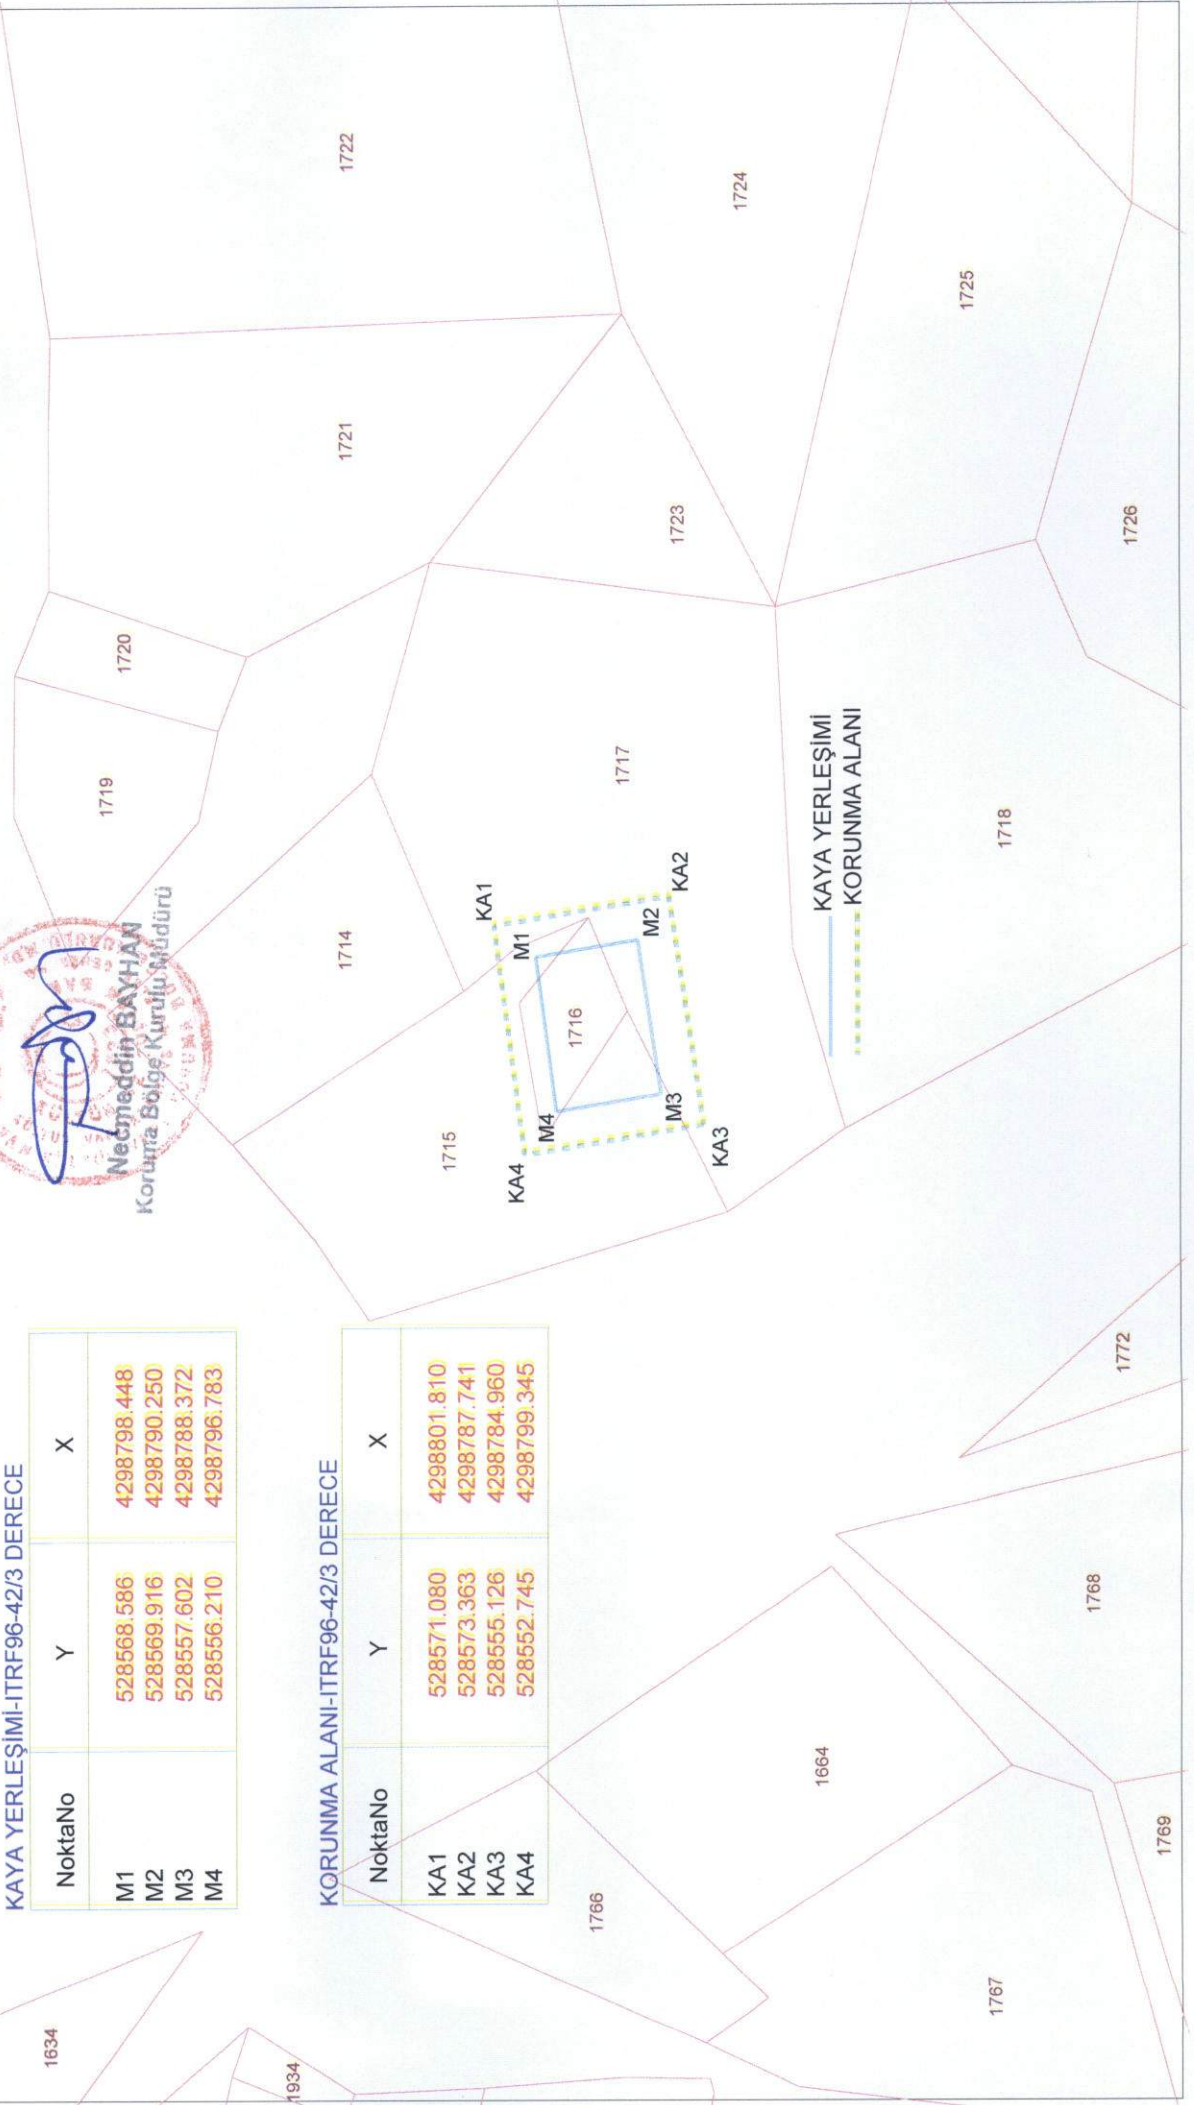 KAYA YERLEŞİMİ-ITRF96-42/3 DERECE
NoktaNo Y X
M1 528568.586 4298798.448
M2 528569.916 4298790.250
M3 528557.602 4298788.372
M4 528556.210 4298796.783
KORUNMA ALANI-ITRF96-42/3 DERECE
NoktaNo Y X
KA1 528571.080 4298801.810
KA2 528573.363 4298787.741
KA3 528555.126 4298784.960
KA4 528552.745 4298799.345
Necmeddin BAYHAN
Koruma Bölge Kurulu Müdürü
1634
1934
1719
1720
1721
1722
1714
1715
KA4
KA1
M4
M1
1716
1717
1723
1724
M3
M2
KA3
KA2
1766
1664
KAYA YERLEŞİMİ
KORUNMA ALANI
1725
1767
1718
1768
1772
1726
1769